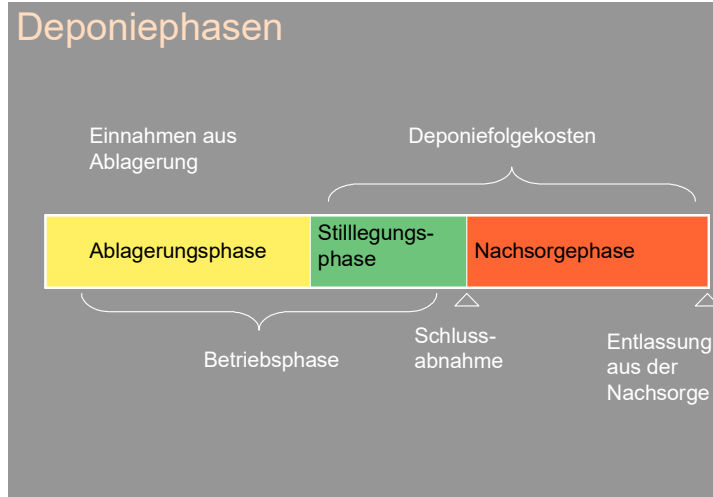 Deponiephasen
Einnahmen aus
Ablagerung
Deponiefolgekosten
Ablagerungsphase
Stilllegungs-
phase
Nachsorgephase
Betriebsphase
Schluss-
abnahme
Entlassung
aus der
Nachsorge